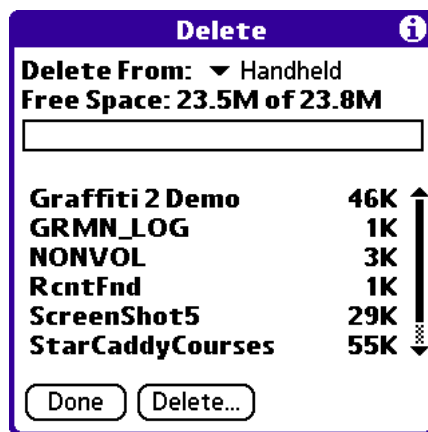 Delete
Delete From: Handheld
Free Space: 23.5M of 23.8M
Graffiti 2 Demo 46K
GRMN_LOG 1K
NONVOL 3K
RcntFnd 1K
ScreenShot5 29K
StarCaddyCourses 55K
Done Delete...